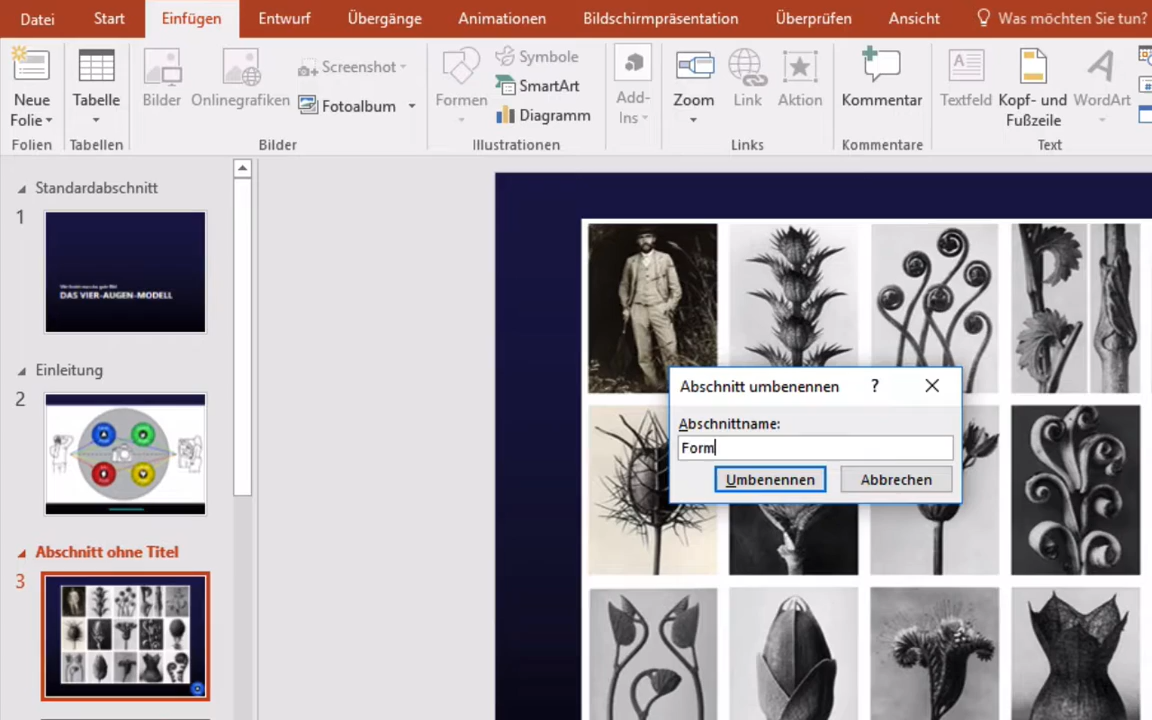 Datei Start Einfügen Entwurf Übergänge Animationen Bildschirmpräsentation Überprüfen Ansicht Was möchten Sie tun?
Neue
Folie
Tabelle
Bilder
Onlinegrafiken
Screenshot
Fotoalbum
Formen
Symbole
SmartArt
Diagramm
Add-
Ins
Zoom
Link
Aktion
Kommentar
Textfeld
Kopf- und
Fußzeile
WordArt
Folien Tabellen Bilder Illustrationen Links Kommentare Text
Standardabschnitt
1
DAS VIER-AUGEN-MODELL
Einleitung
2
Abschnitt ohne Titel
3
Abschnitt umbenennen ?
Abschnittname:
Form
Umbenennen Abbrechen